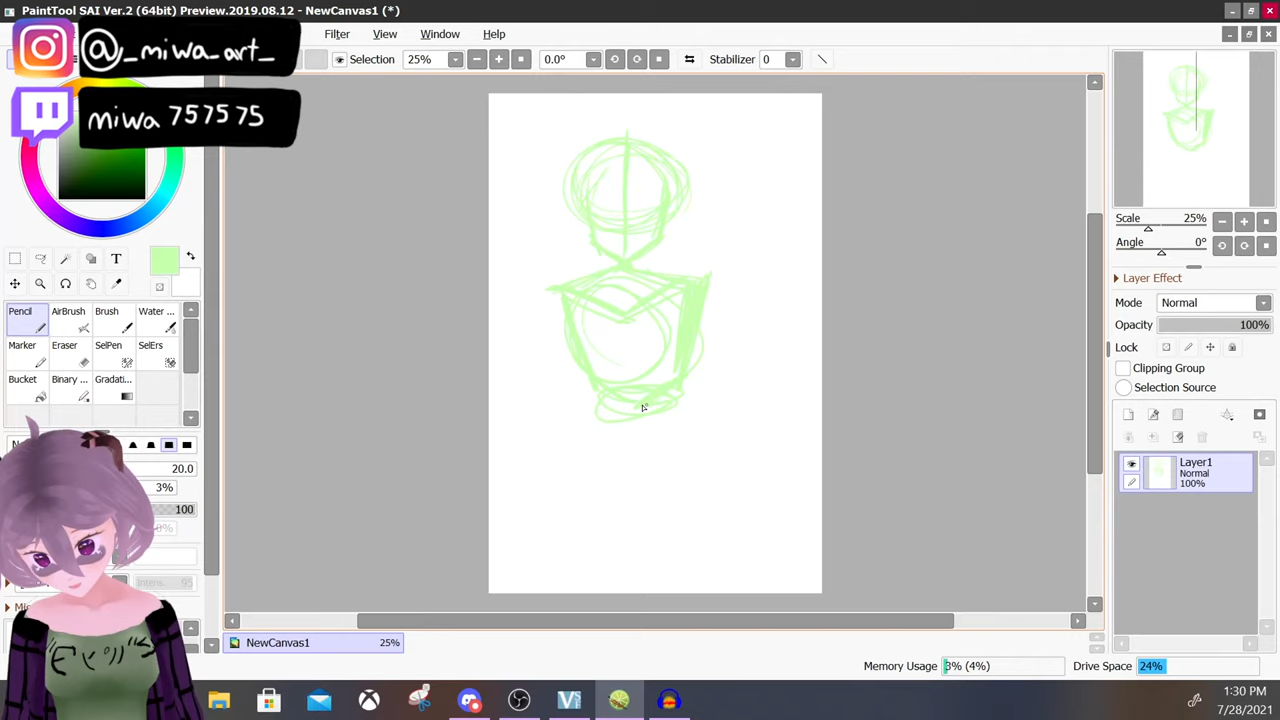 PaintTool SAI Ver.2 (64bit) Preview.2019.08.12 - NewCanvas1 (*)
@_miwa_art_
Filter View Window Help
Selection 25% 0.0° Stabilizer 0
miwa 757575
Scale 25%
Angle 0°
Layer Effect
Mode Normal
Opacity 100%
Lock
Clipping Group
Selection Source
T
Pencil AirBrush Brush Water ...
Marker Eraser SelPen SelErs
Bucket Binary ... Gradati...
20.0
3%
100
Layer1
Normal
100%
Intens. 95
NewCanvas1 25%
Memory Usage 3% (4%) Drive Space 24%
1:30 PM
7/28/2021